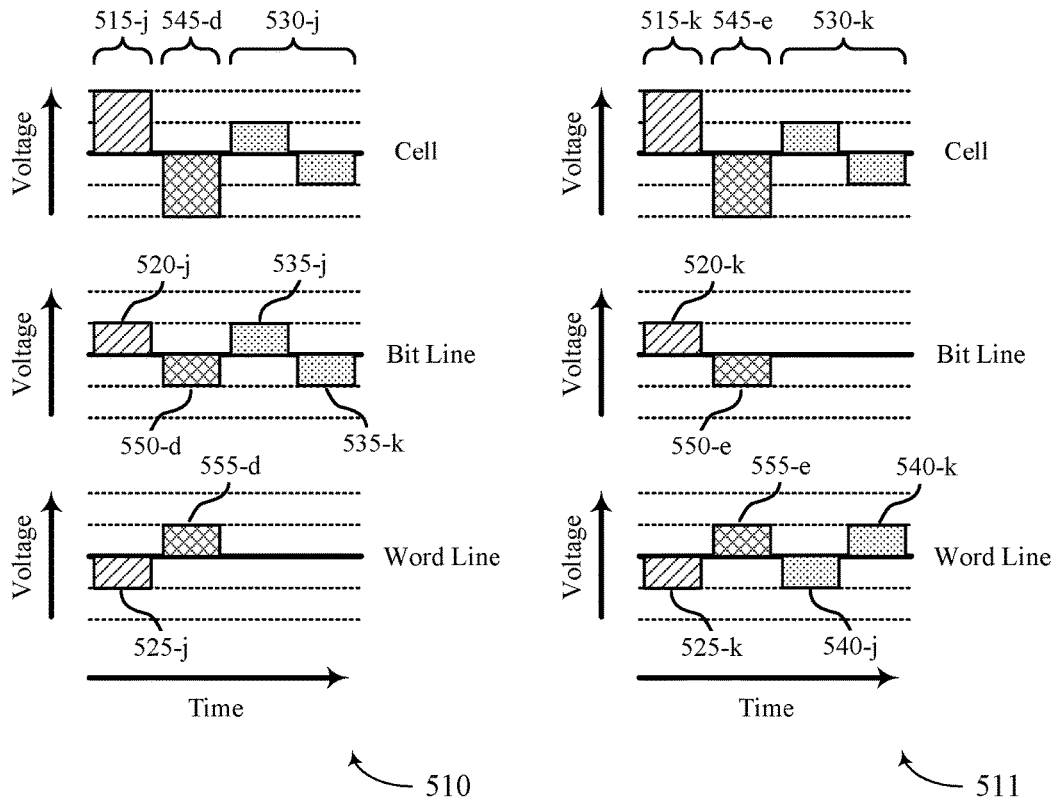 515-j 545-d 530-j
Voltage
Cell
520-j 535-j
Voltage
Bit Line
550-d 535-k
555-d
Voltage
Word Line
525-j
Time
510
515-k 545-e 530-k
Voltage
Cell
520-k
Voltage
Bit Line
550-e
555-e 540-k
Voltage
Word Line
525-k 540-j
Time
511